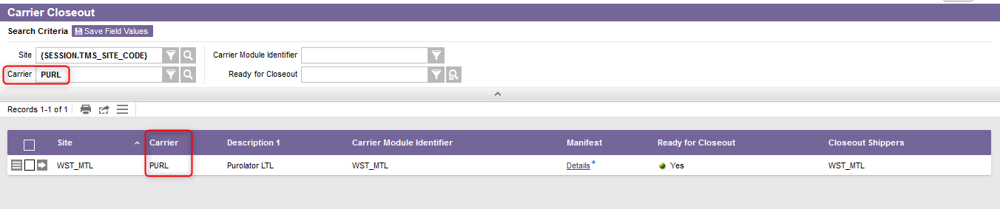 Carrier Closeout
Search Criteria Save Field Values
Site {SESSION.TMS_SITE_CODE} Carrier Module Identifier
Carrier PURL Ready for Closeout
Records 1-1 of 1
Site Carrier Description 1 Carrier Module Identifier Manifest Ready for Closeout Closeout Shippers
WST_MTL PURL Purolator LTL WST_MTL Details+ Yes WST_MTL